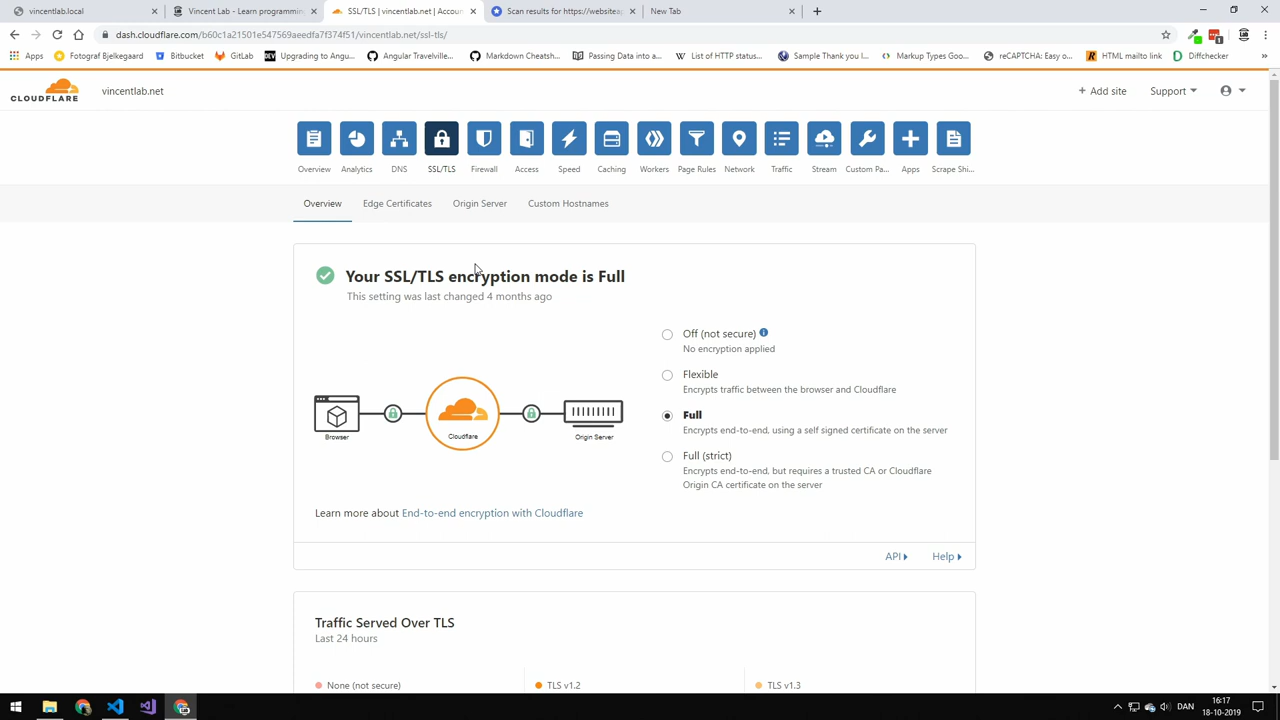 vincentlab.local
Vincent Lab - Learn programmin
SSL/TLS | vincentlab.net | Accoun
Scan results for https://websitea
New Tab
dash.cloudflare.com/b60c1a21501e547569aeedfa7f374f51/vincentlab.net/ssl-tls/
Apps
Fotograf Bjelkegaard
Bitbucket
GitLab
Upgrading to Angu...
Angular Travelville...
Markdown Cheatsh...
Passing Data into a...
List of HTTP status...
Sample Thank you l...
Markup Types Goo...
reCAPTCHA: Easy o...
HTML mailto link
Diffchecker
»
CLOUDFLARE
vincentlab.net
+ Add site
Support
Overview
Analytics
DNS
SSL/TLS
Firewall
Access
Speed
Caching
Workers
Page Rules
Network
Traffic
Stream
Custom Pa...
Apps
Scrape Shi...
Overview
Edge Certificates
Origin Server
Custom Hostnames
Your SSL/TLS encryption mode is Full
This setting was last changed 4 months ago
Browser
Cloudflare
Origin Server
Off (not secure)
No encryption applied
Flexible
Encrypts traffic between the browser and Cloudflare
Full
Encrypts end-to-end, using a self signed certificate on the server
Full (strict)
Encrypts end-to-end, but requires a trusted CA or Cloudflare
Origin CA certificate on the server
Learn more about End-to-end encryption with Cloudflare
API
Help
Traffic Served Over TLS
Last 24 hours
None (not secure)
TLS v1.2
TLS v1.3
DAN
16:17
18-10-2019